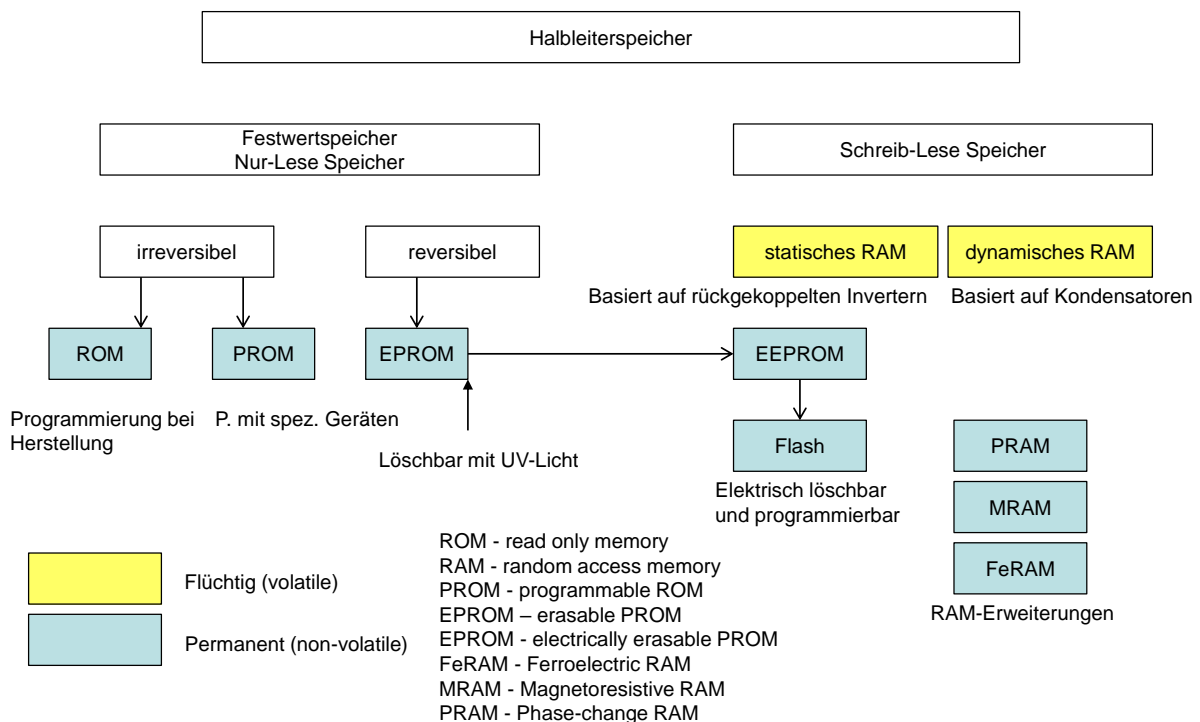 Halbleiterspeicher
Festwertspeicher
Nur-Lese Speicher
Schreib-Lese Speicher
irreversibel
reversibel
statisches RAM
dynamisches RAM
Basiert auf rückgekoppelten Invertern
Basiert auf Kondensatoren
ROM
PROM
EPROM
EEPROM
Programmierung bei
Herstellung
P. mit spez. Geräten
Löschbar mit UV-Licht
Flash
Elektrisch löschbar
und programmierbar
PRAM
MRAM
FeRAM
RAM-Erweiterungen
Flüchtig (volatile)
Permanent (non-volatile)
ROM - read only memory
RAM - random access memory
PROM - programmable ROM
EPROM – erasable PROM
EPROM - electrically erasable PROM
FeRAM - Ferroelectric RAM
MRAM - Magnetoresistive RAM
PRAM - Phase-change RAM